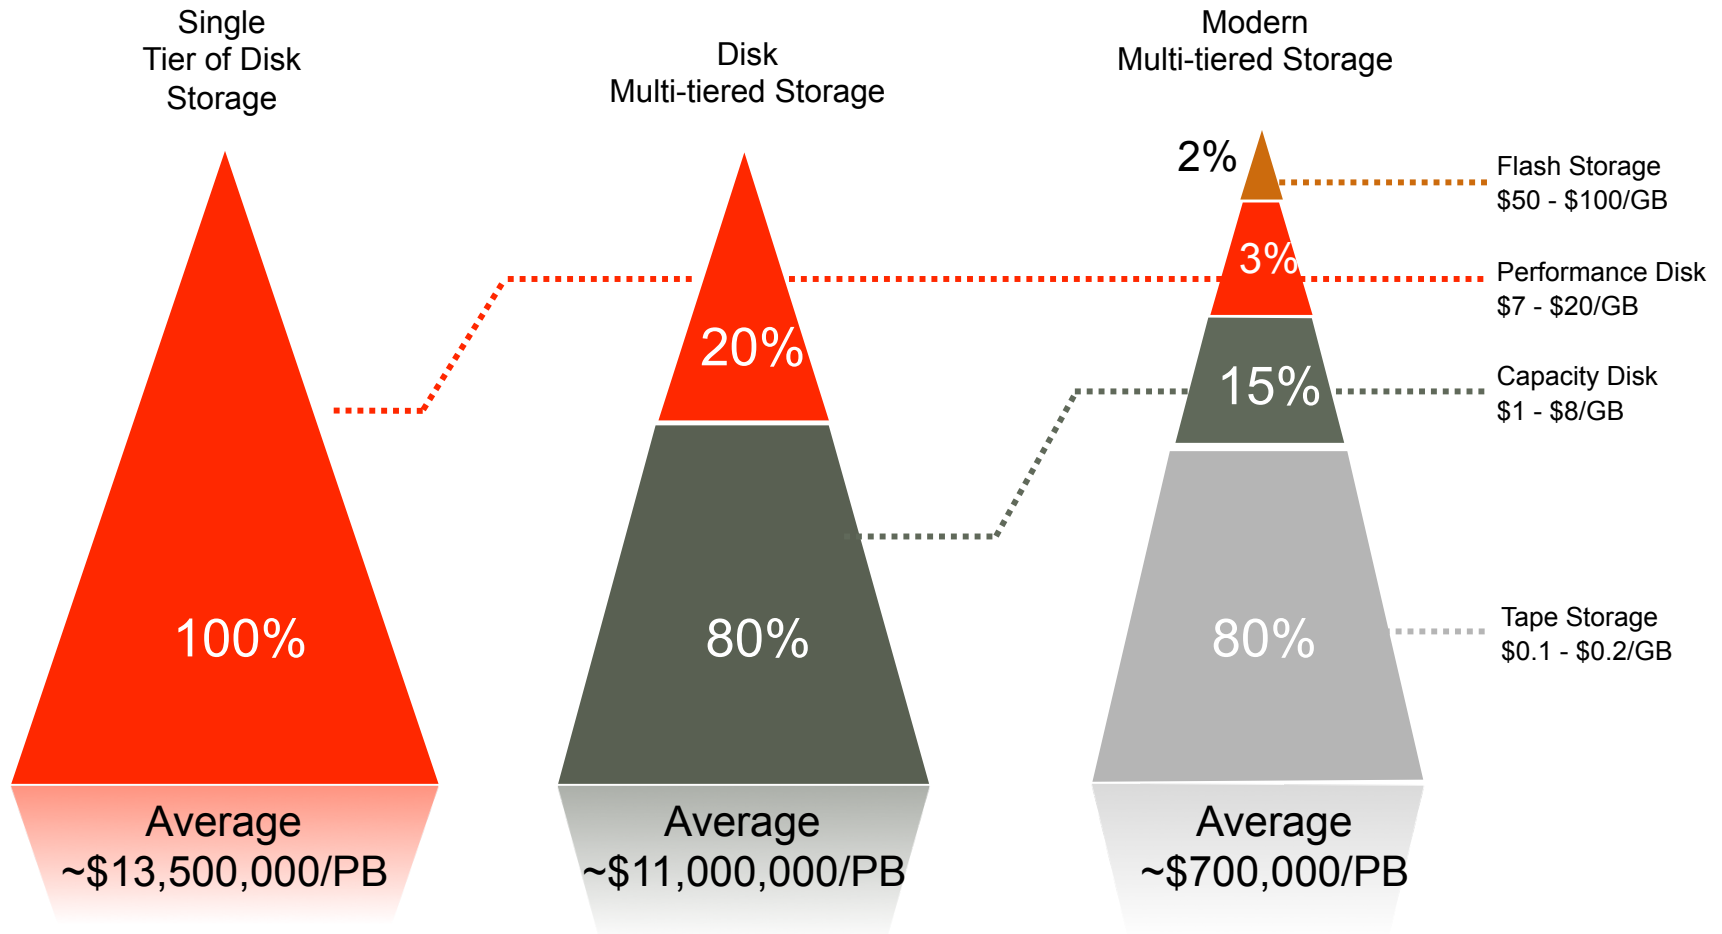 Single
Tier of Disk
Storage
Disk
Multi-tiered Storage
Modern
Multi-tiered Storage
2%
Flash Storage
$50 - $100/GB
3%
Performance Disk
$7 - $20/GB
20%
15%
Capacity Disk
$1 - $8/GB
100%
80%
80%
Tape Storage
$0.1 - $0.2/GB
Average
~$13,500,000/PB
Average
~$11,000,000/PB
Average
~$700,000/PB